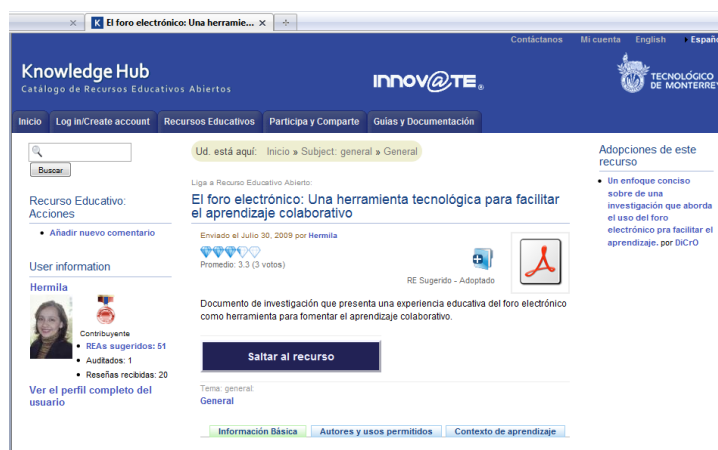 El foro electrónico: Una herramie...
Contáctanos Mi cuenta English Españo
Knowledge Hub
Catálogo de Recursos Educativos Abiertos
INNOV@TE®
TECNOLÓGICO
DE MONTERREY
Inicio Log in/Create account Recursos Educativos Participa y Comparte Guías y Documentación
Buscar
Ud. está aquí: Inicio » Subject: general » General
Liga a Recurso Educativo Abierto:
El foro electrónico: Una herramienta tecnológica para facilitar
el aprendizaje colaborativo
Enviado el Julio 30, 2009 por Hermila
Promedio: 3.3 (3 votos)
RE Sugerido - Adoptado
Documento de investigación que presenta una experiencia educativa del foro electrónico
como herramienta para fomentar el aprendizaje colaborativo.
Saltar al recurso
Tema: general:
General
Información Básica Autores y usos permitidos Contexto de aprendizaje
Recurso Educativo:
Acciones
Añadir nuevo comentario
User information
Hermila
Contribuyente
REAs sugeridos: 51
Auditados: 1
Reseñas recibidas: 20
Ver el perfil completo del
usuario
Adopciones de este
recurso
Un enfoque conciso
sobre de una
investigación que aborda
el uso del foro
electrónico pra facilitar el
aprendizaje. por DiCrO